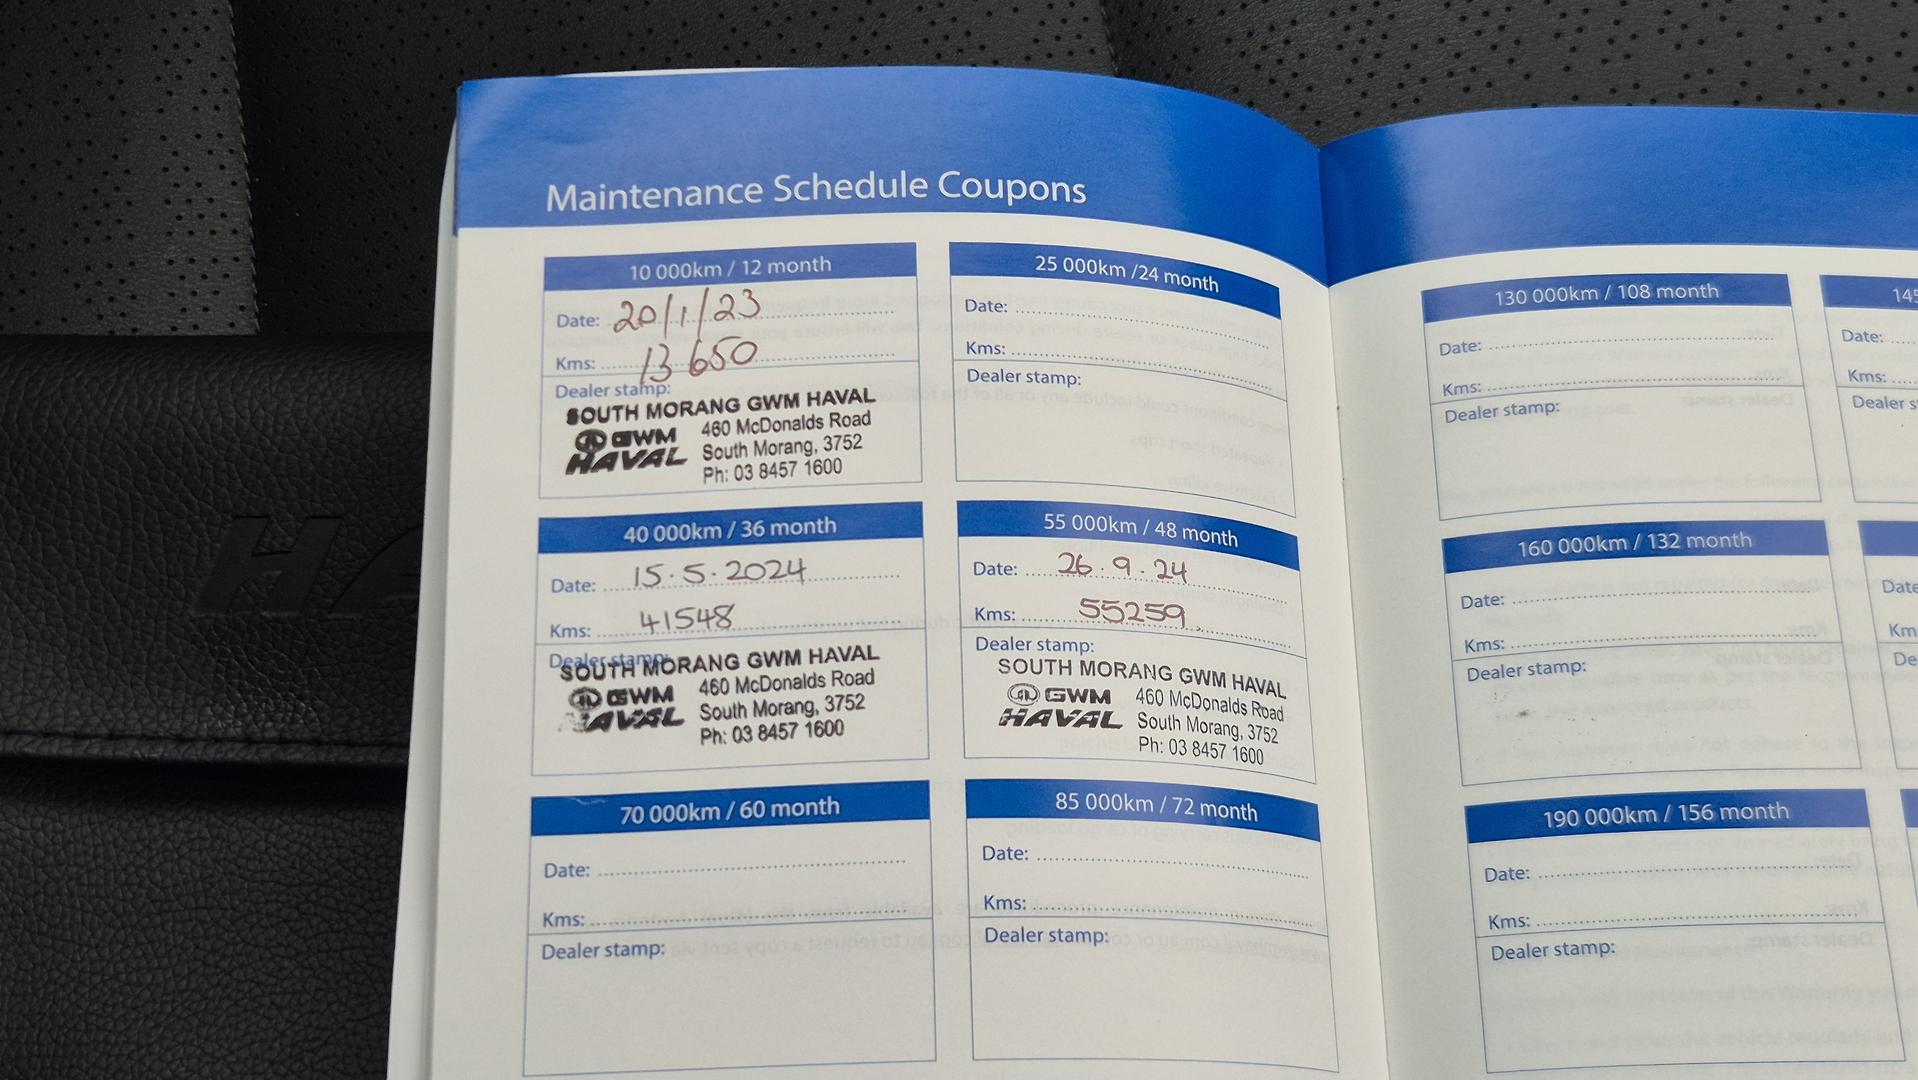 Maintenance Schedule Coupons
10 000km / 12 month
Date: 20/1/23
Kms: 13 650
Dealer stamp:
SOUTH MORANG GWM HAVAL
GWM
HAVAL
460 McDonalds Road
South Morang, 3752
Ph: 03 8457 1600
25 000km /24 month
Date:
Kms:
Dealer stamp:
40 000km / 36 month
Date: 15.5.2024
Kms: 41548
Dealer stamp:
SOUTH MORANG GWM HAVAL
GWM
HAVAL
460 McDonalds Road
South Morang, 3752
Ph: 03 8457 1600
55 000km / 48 month
Date: 26.9.24
Kms: 55259
Dealer stamp:
SOUTH MORANG GWM HAVAL
GWM
HAVAL
460 McDonalds Road
South Morang, 3752
Ph: 03 8457 1600
70 000km / 60 month
Date:
Kms:
Dealer stamp:
85 000km / 72 month
Date:
Kms:
Dealer stamp:
130 000km / 108 month
Date:
Kms:
Dealer stamp:
Date:
Kms:
160 000km / 132 month
Date:
Kms:
Dealer stamp:
190 000km / 156 month
Date:
Kms:
Dealer stamp: